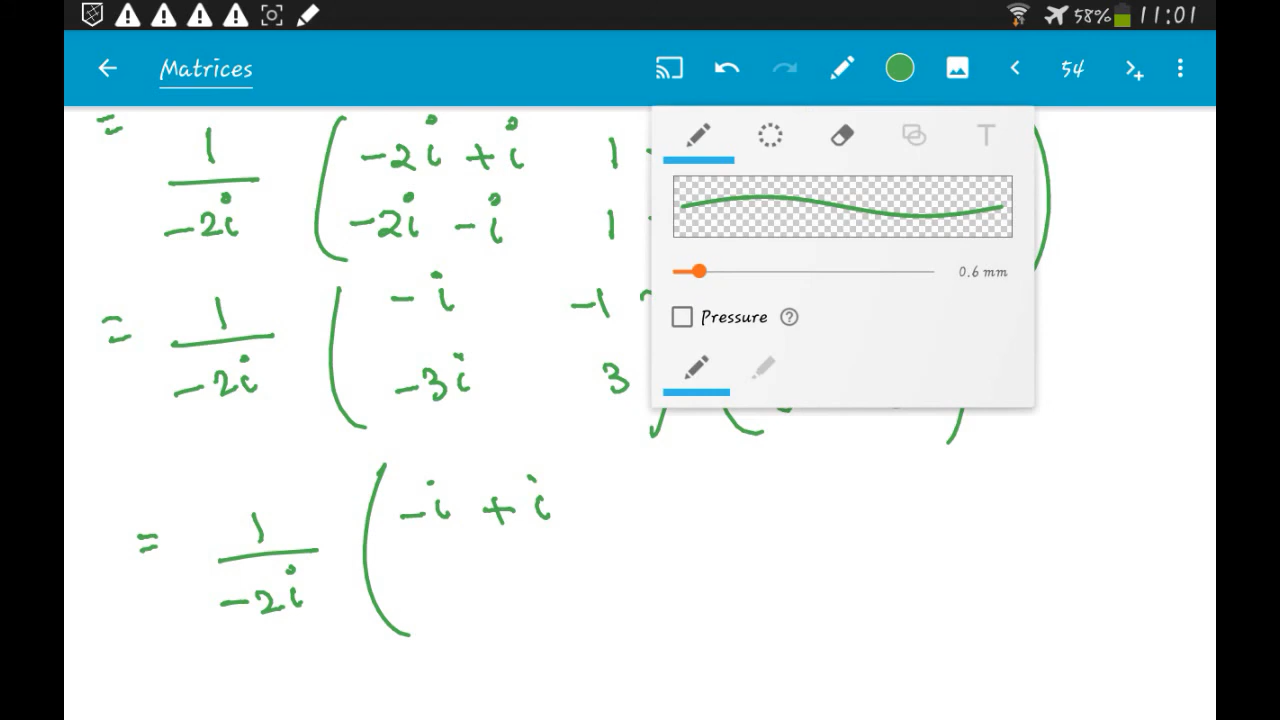 58% 11:01
Matrices 54
T
0.6 mm
Pressure ?
= 1 -2i + i 1
-2i -2i - i 1
= 1 -i -1
-2i -3i 3
= 1 ( -i + i
-2i